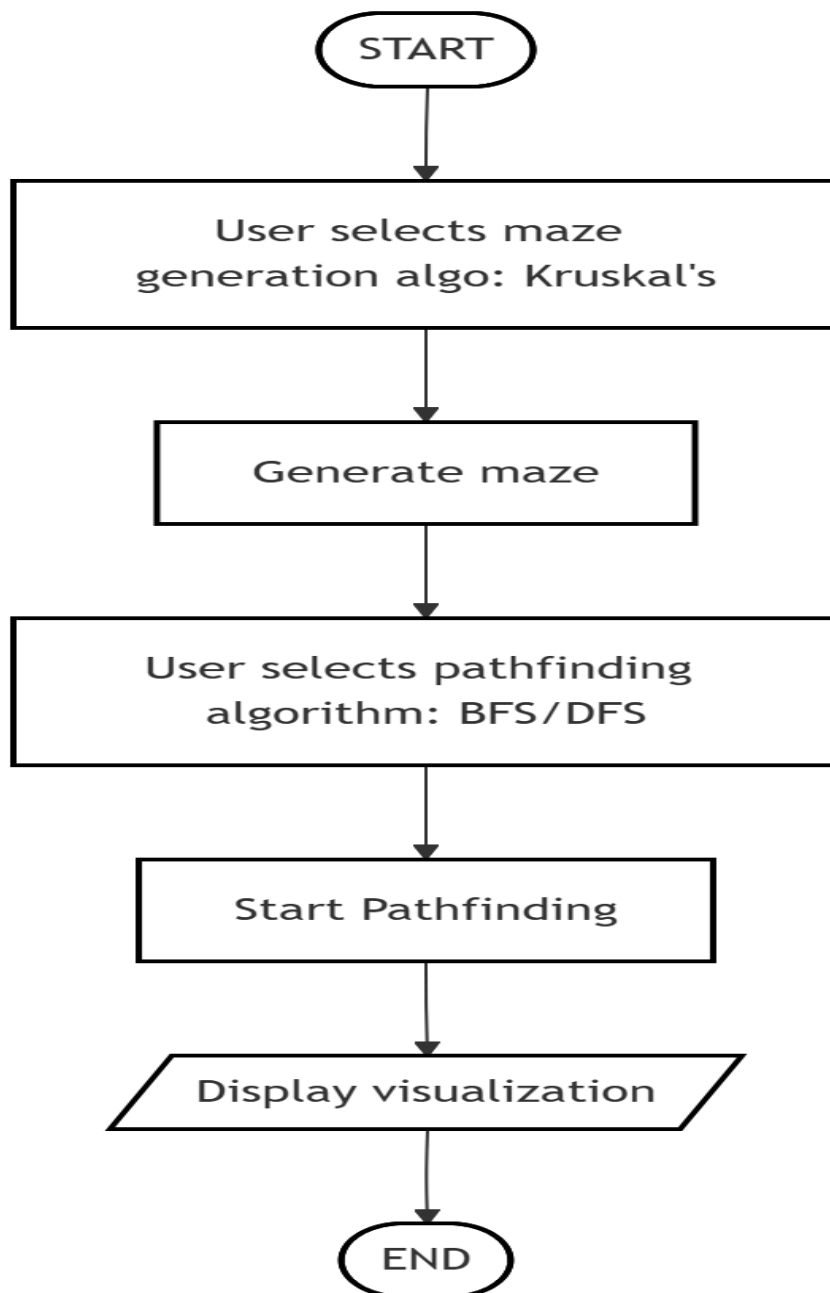 START
User selects maze
generation algo: Kruskal's
Generate maze
User selects pathfinding
algorithm: BFS/DFS
Start Pathfinding
Display visualization
END